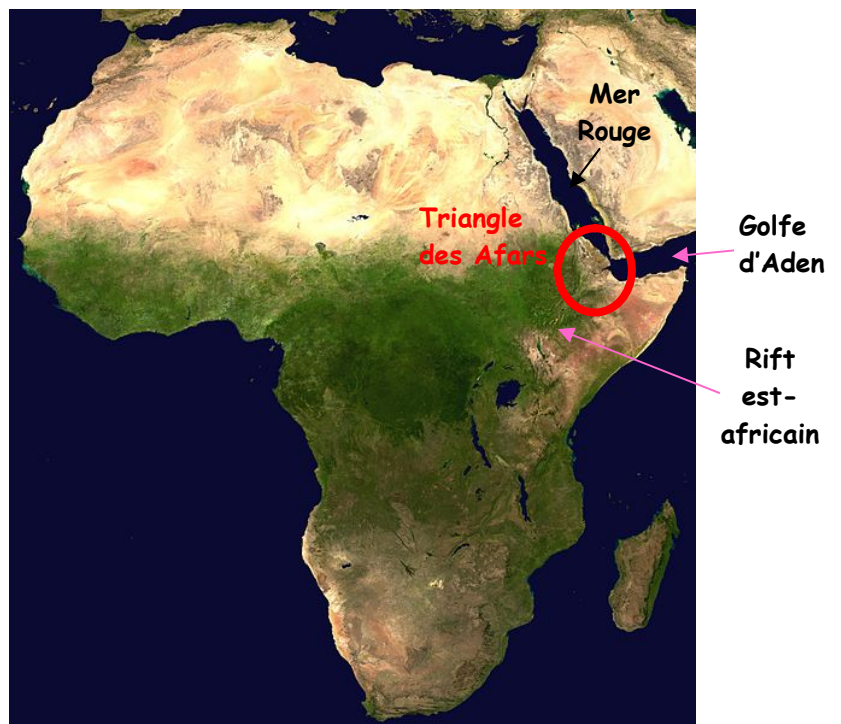 Mer
Rouge
Triangle
des Afars
Golfe
d'Aden
Rift
est-
africain